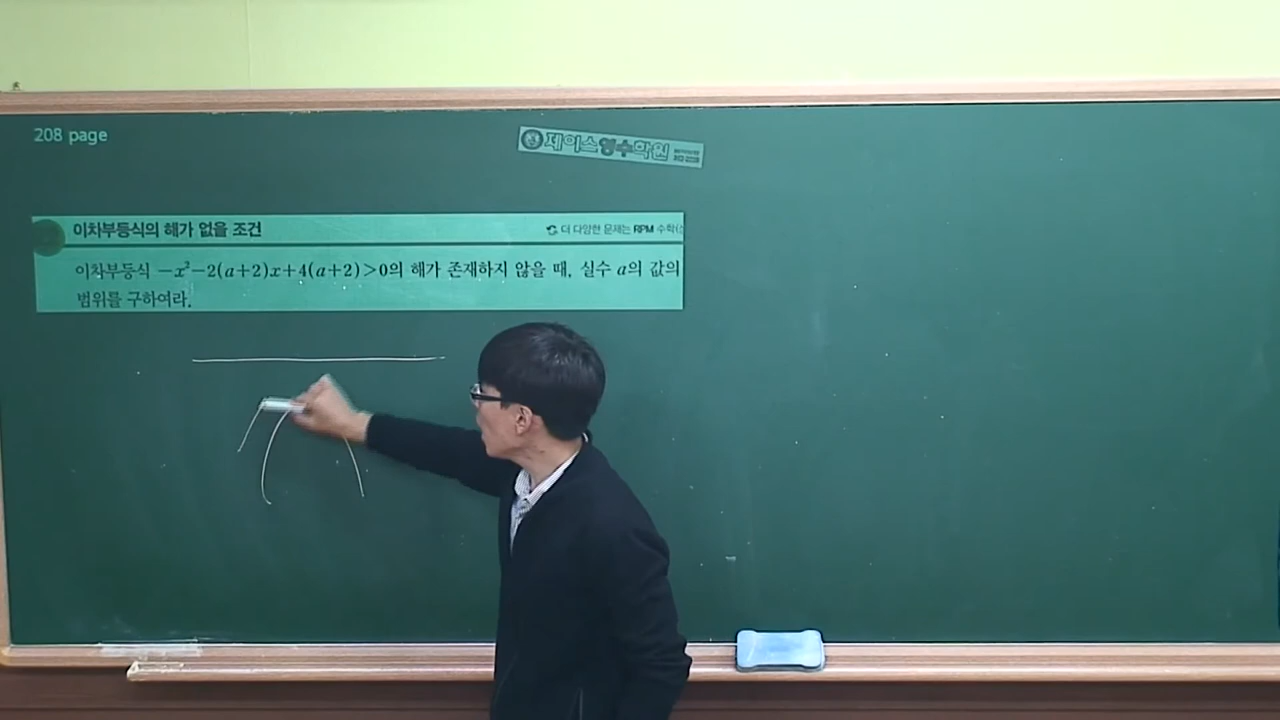 208 page
제이스영수학원
이차부등식의 해가 없을 조건
더 다양한 문제는 RPM 수학
이차부등식 −x²−2(a+2)x+4(a+2)>0의 해가 존재하지 않을 때, 실수 a의 값의
범위를 구하여라.